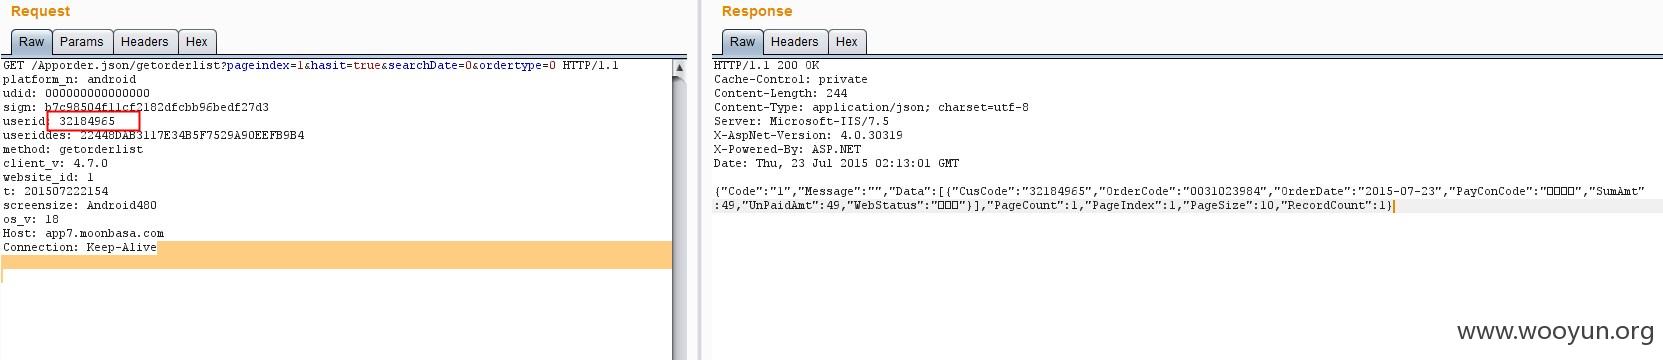 Request
Raw Params Headers Hex
GET /Apporder.json/getorderlist?pageindex=1&hasit=true&searchDate=0&ordertype=0 HTTP/1.1
platform_n: android
udid: 000000000000000
sign: b7c98504f11cf2182dfcbb96bedf27d3
userid: 32184965
useriddes: 22448DAB3117E34B5F7529A90EEFB9B4
method: getorderlist
client_v: 4.7.0
website_id: 1
t: 201507222154
screensize: Android480
os_v: 18
Host: app7.moonbasa.com
Connection: Keep-Alive
Response
Raw Headers Hex
HTTP/1.1 200 OK
Cache-Control: private
Content-Length: 244
Content-Type: application/json; charset=utf-8
Server: Microsoft-IIS/7.5
X-AspNet-Version: 4.0.30319
X-Powered-By: ASP.NET
Date: Thu, 23 Jul 2015 02:13:01 GMT
{"Code":"1","Message":"","Data":[{"CusCode":"32184965","OrderCode":"0031023984","OrderDate":"2015-07-23","PayConCode":"□□□□","SumAmt"
:49,"UnPaidAmt":49,"WebStatus":"□□□"}],"PageCount":1,"PageIndex":1,"PageSize":10,"RecordCount":1}
www.wooyun.org